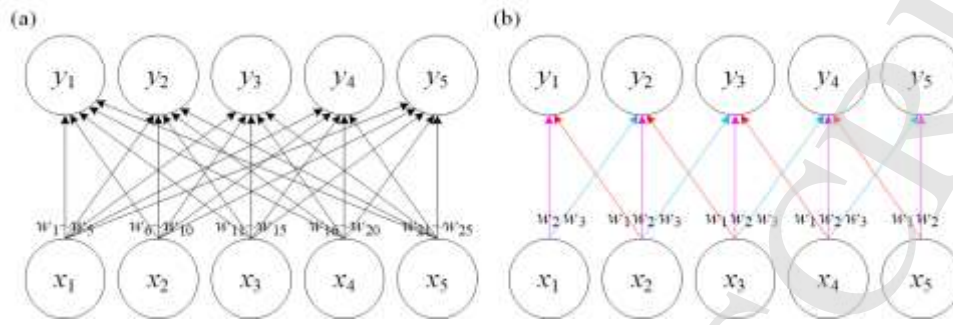 (a) (b)
y₁ y₂ y₃ y₄ y₅ y₁ y₂ y₃ y₄ y₅
w₁~w₅ w₆~w₁₀ w₁₁~w₁₅ w₁₆~w₂₀ w₂₁~w₂₅ w₂ w₃ w₁ w₂ w₃ w₁ w₂ w₃ w₁ w₂ w₃ w₁ w₂
x₁ x₂ x₃ x₄ x₅ x₁ x₂ x₃ x₄ x₅